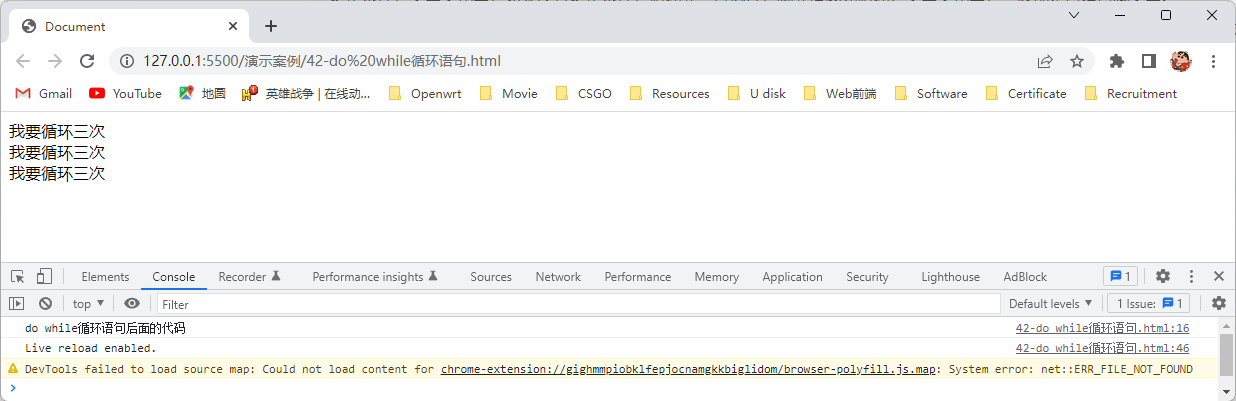 Document
127.0.0.1:5500/演示案例/42-do%20while循环语句.html
Gmail YouTube 地图 英雄战争 | 在线动... Openwrt Movie CSGO Resources U disk Web前端 Software Certificate Recruitment
我要循环三次
我要循环三次
我要循环三次
Elements Console Recorder Performance insights Sources Network Performance Memory Application Security Lighthouse AdBlock 1
top Filter Default levels 1 Issue: 1
do while循环语句后面的代码 42-do while循环语句.html:16
Live reload enabled. 42-do while循环语句.html:46
DevTools failed to load source map: Could not load content for chrome-extension://gighmmpiobklfepjocnamgkkbiglidom/browser-polyfill.js.map: System error: net::ERR_FILE_NOT_FOUND